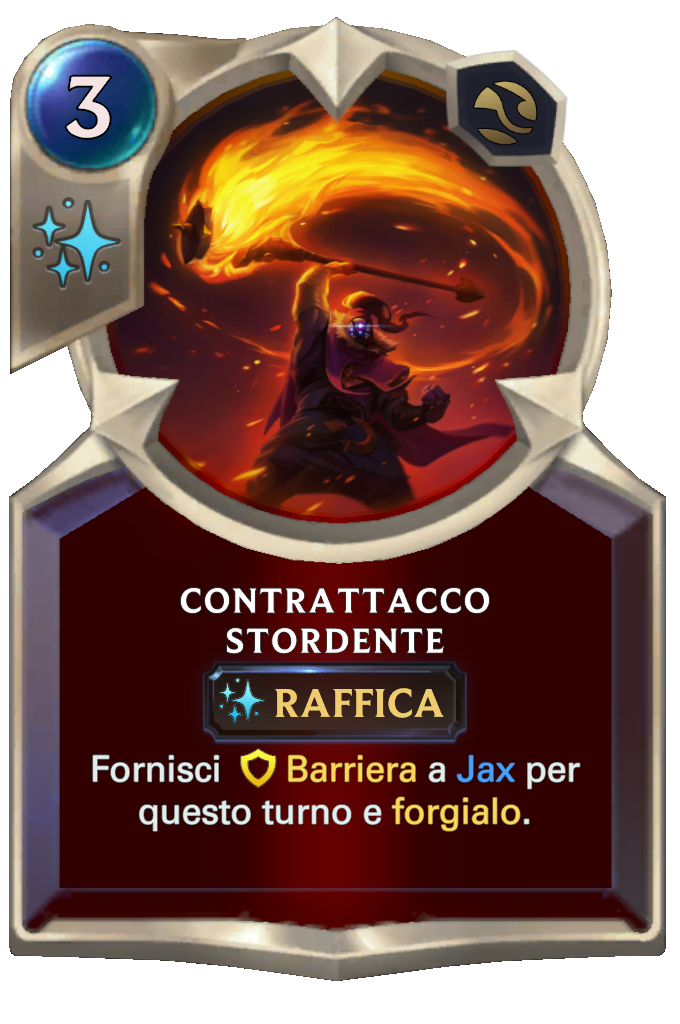 3
CONTRATTACCO
STORDENTE
RAFFICA
Fornisci Barriera a Jax per
questo turno e forgialo.